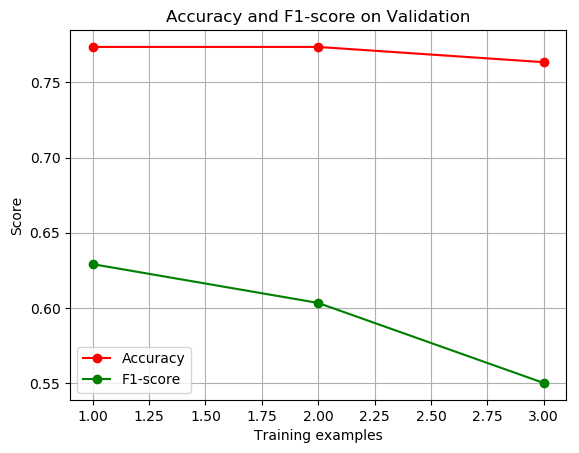 Accuracy and F1-score on Validation
Score
0.75
0.70
0.65
0.60
0.55
Accuracy
F1-score
1.00 1.25 1.50 1.75 2.00 2.25 2.50 2.75 3.00
Training examples